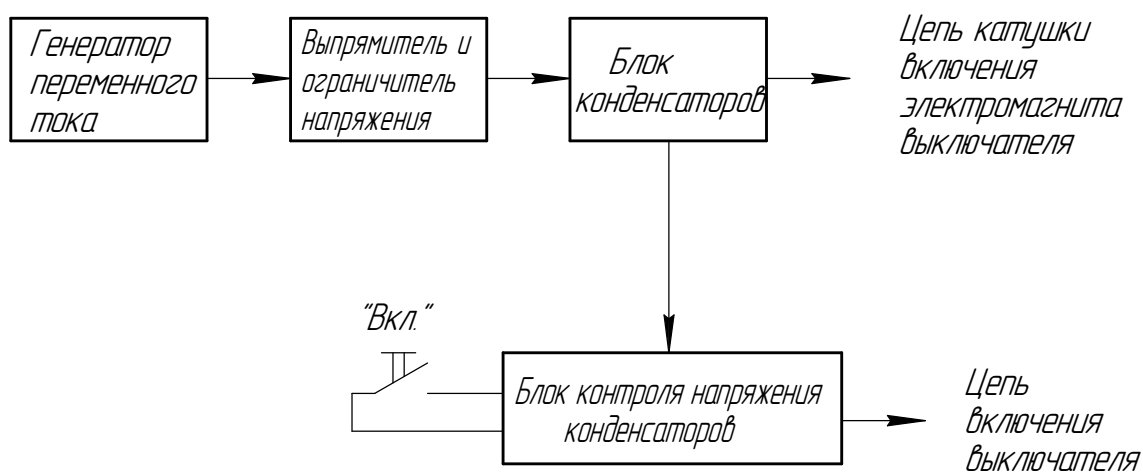 Генератор
переменного
тока
Выпрямитель и
ограничитель
напряжения
Блок
конденсаторов
Цепь катушки
включения
электромагнита
выключателя
"Вкл."
Блок контроля напряжения
конденсаторов
Цепь
включения
выключателя